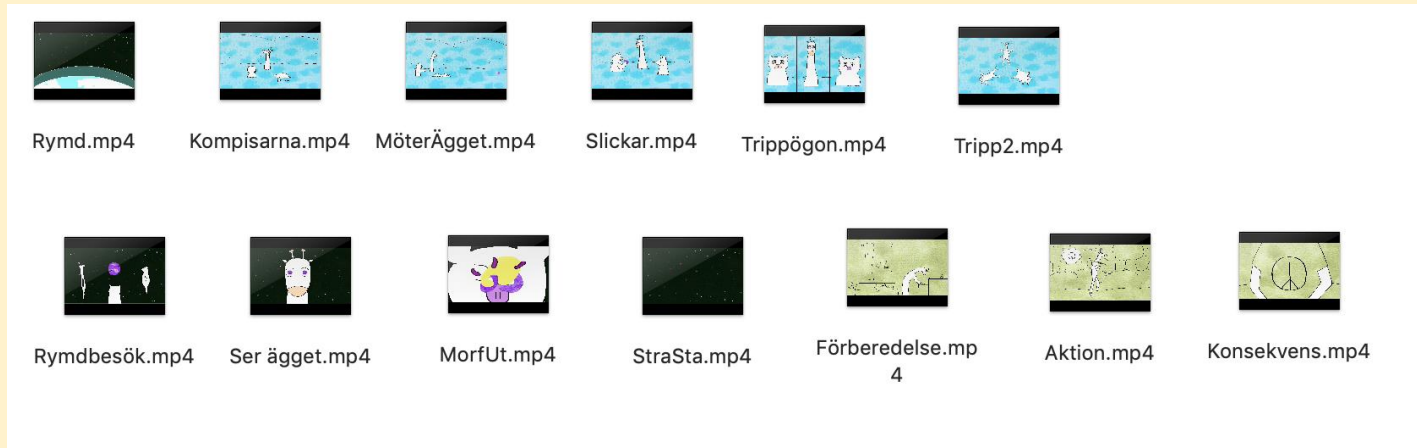 Rymd.mp4
Kompisarna.mp4
MöterÄgget.mp4
Slickar.mp4
Trippögon.mp4
Tripp2.mp4
Rymdbesök.mp4
Ser ägget.mp4
MorfUt.mp4
StraSta.mp4
Förberedelse.mp
4
Aktion.mp4
Konsekvens.mp4